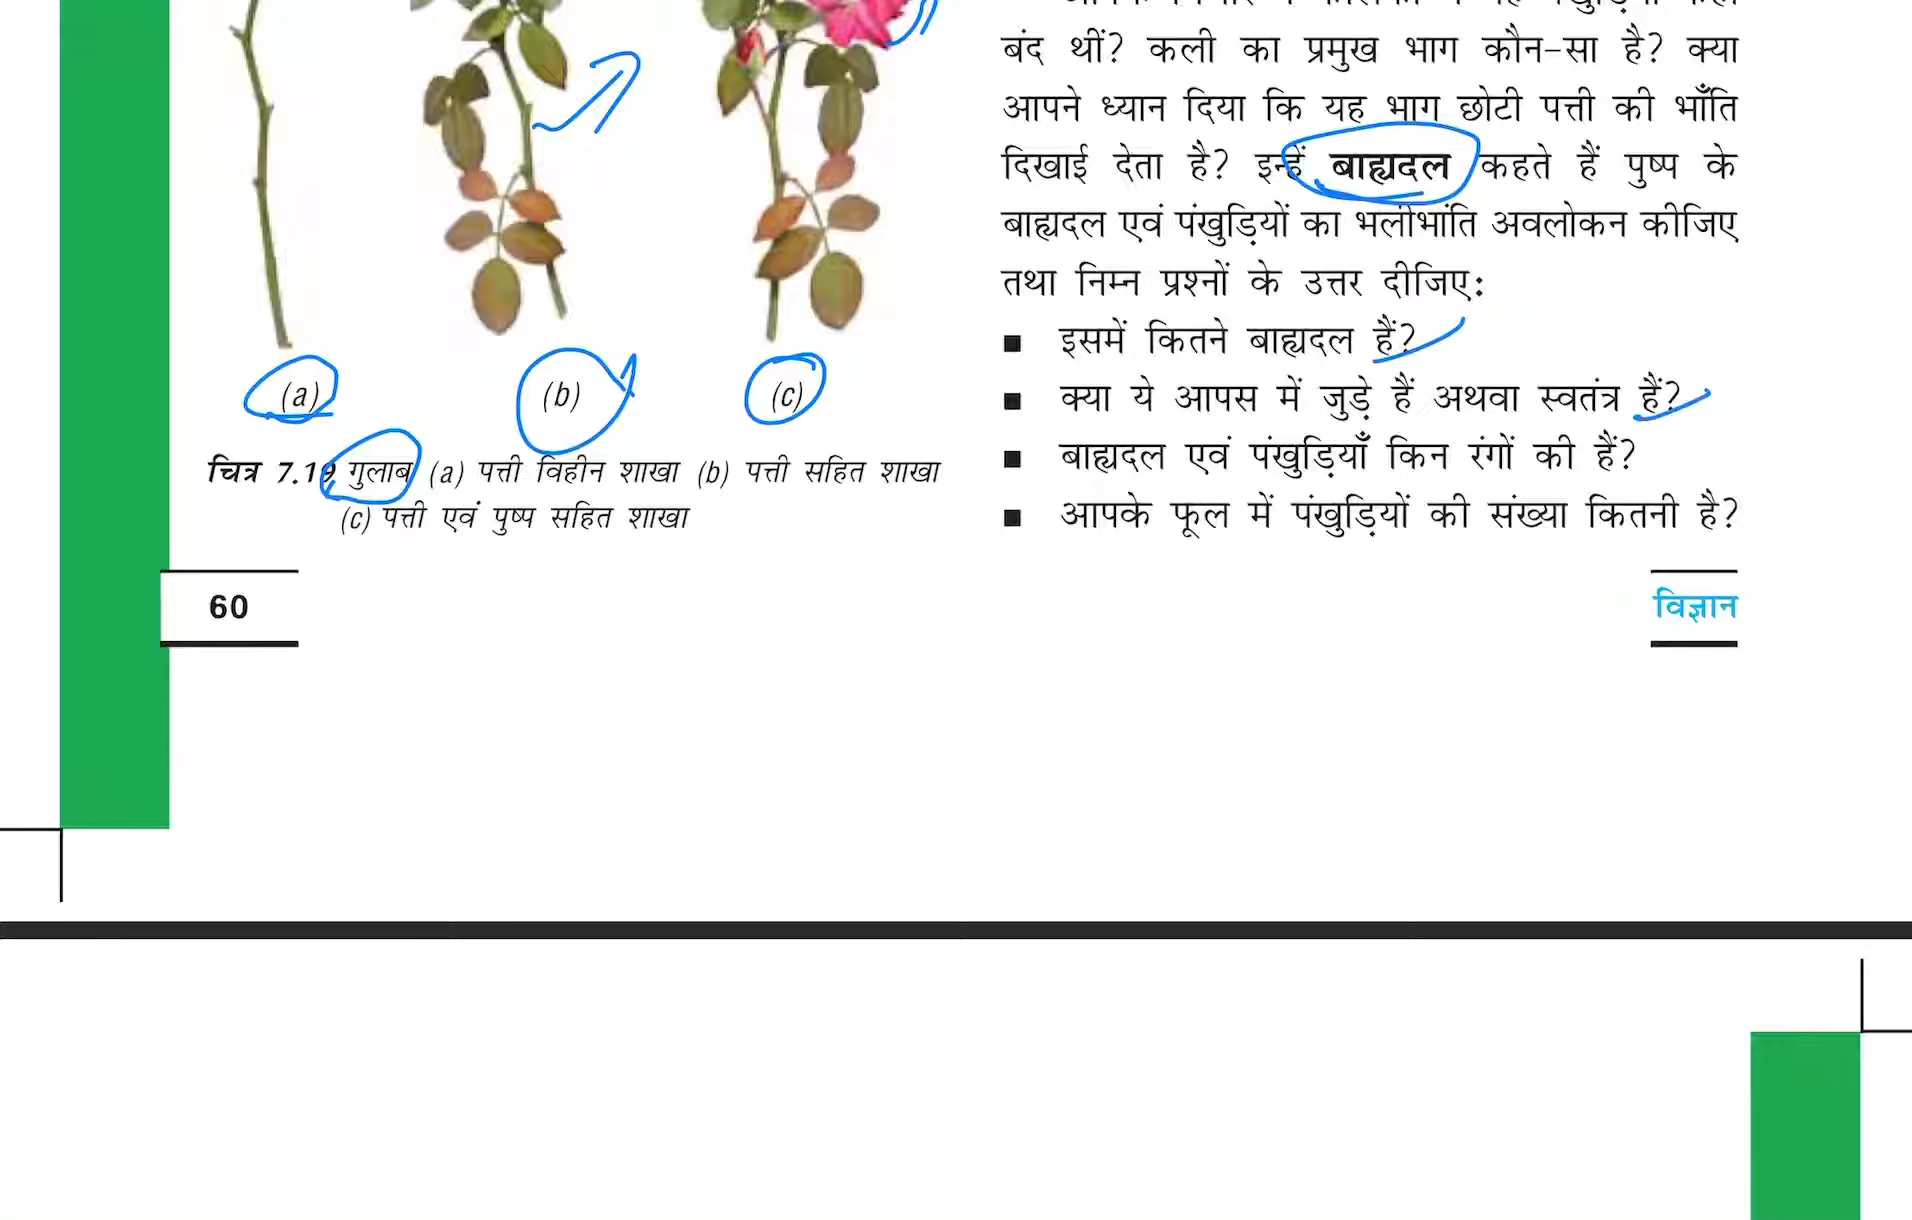 बंद थीं? कली का प्रमुख भाग कौन-सा है? क्या
आपने ध्यान दिया कि यह भाग छोटी पत्ती की भाँति
दिखाई देता है? इन्हें बाह्यदल कहते हैं पुष्प के
बाह्यदल एवं पंखुड़ियों का भलीभांति अवलोकन कीजिए
तथा निम्न प्रश्नों के उत्तर दीजिए:
■ इसमें कितने बाह्यदल हैं?
■ क्या ये आपस में जुड़े हैं अथवा स्वतंत्र हैं?
■ बाह्यदल एवं पंखुड़ियाँ किन रंगों की हैं?
■ आपके फूल में पंखुड़ियों की संख्या कितनी है?
(a) (b) (c)
चित्र 7.19 गुलाब (a) पत्ती विहीन शाखा (b) पत्ती सहित शाखा
(c) पत्ती एवं पुष्प सहित शाखा
60
विज्ञान